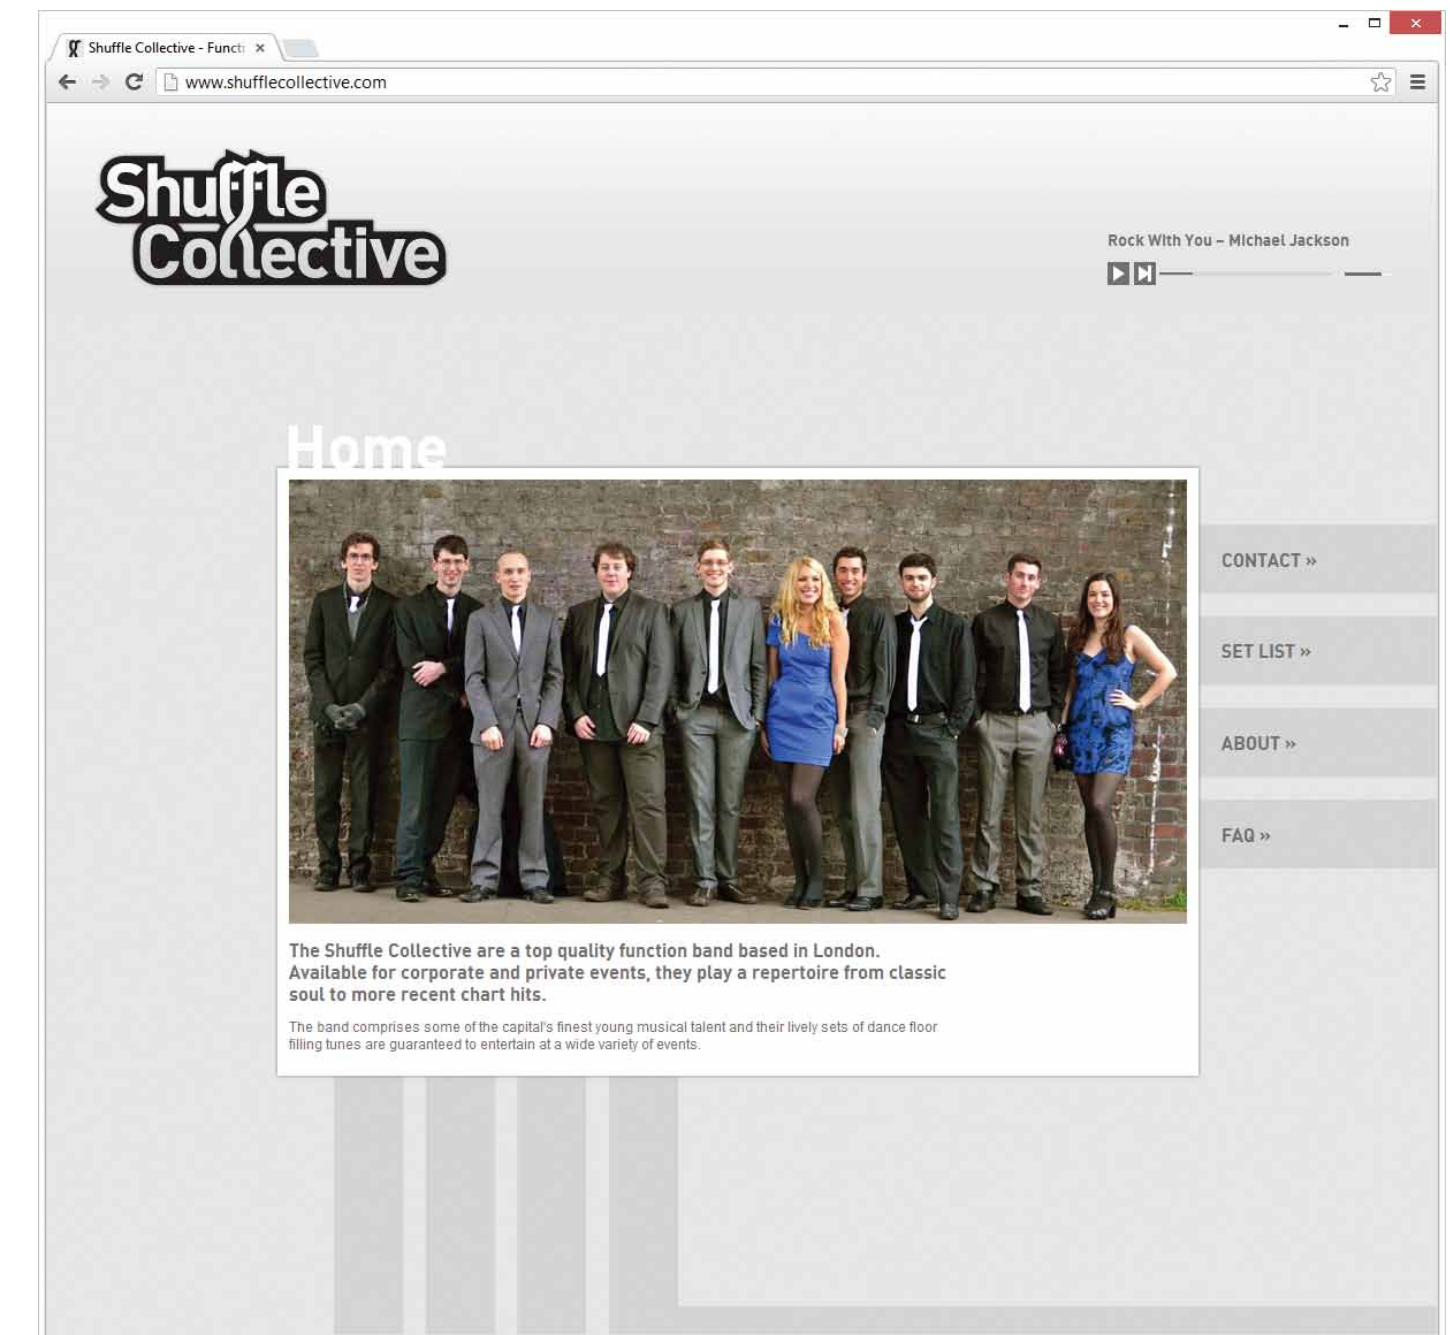 Shuffle Collective - Functi
www.shufflecollective.com
Shuffle
Collective
Rock With You – Michael Jackson
Home
CONTACT »
SET LIST »
ABOUT »
FAQ »
The Shuffle Collective are a top quality function band based in London.
Available for corporate and private events, they play a repertoire from classic
soul to more recent chart hits.
The band comprises some of the capital's finest young musical talent and their lively sets of dance floor
filling tunes are guaranteed to entertain at a wide variety of events.